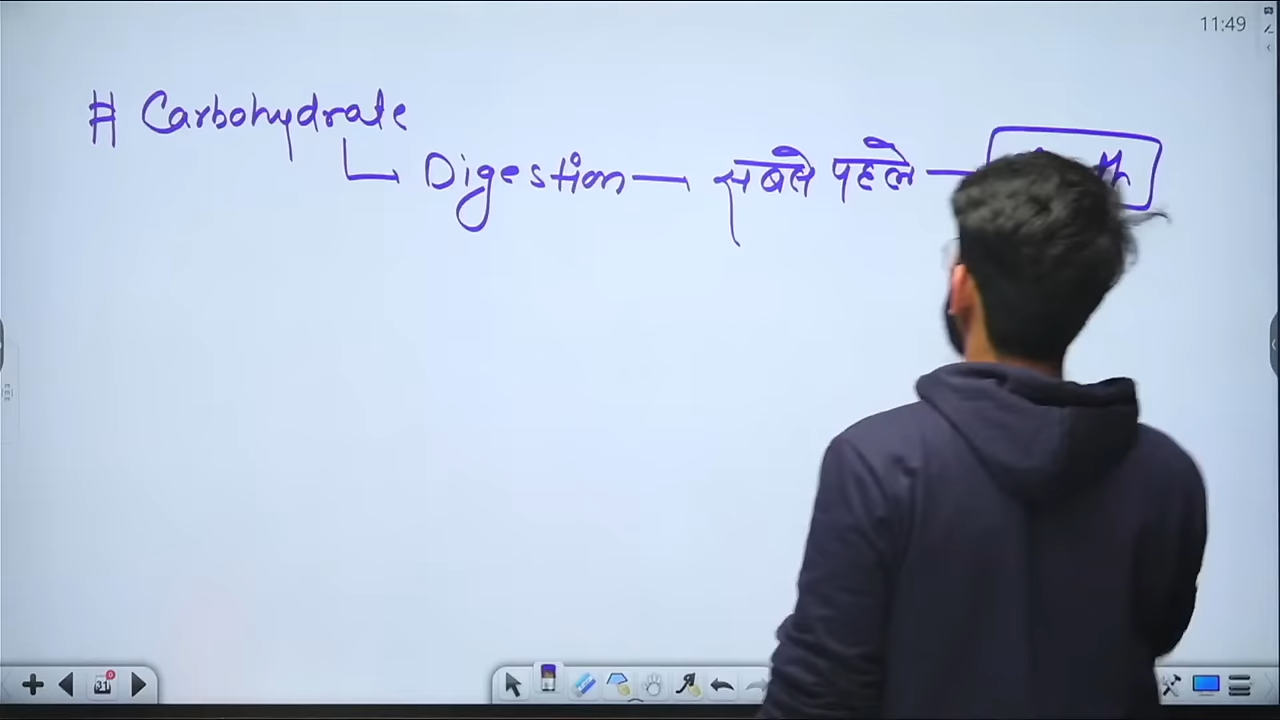 11:49
# Carbohydrate
Digestion — सबसे पहले —